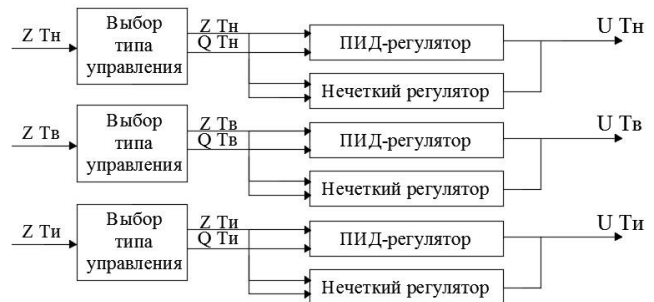 Z Тн
Выбор
типа
управления
Z Тн
Q Тн
ПИД-регулятор
Нечеткий регулятор
U Тн
Z Тв
Выбор
типа
управления
Z Тв
Q Тв
ПИД-регулятор
Нечеткий регулятор
U Тв
Z Ти
Выбор
типа
управления
Z Ти
Q Ти
ПИД-регулятор
Нечеткий регулятор
U Ти